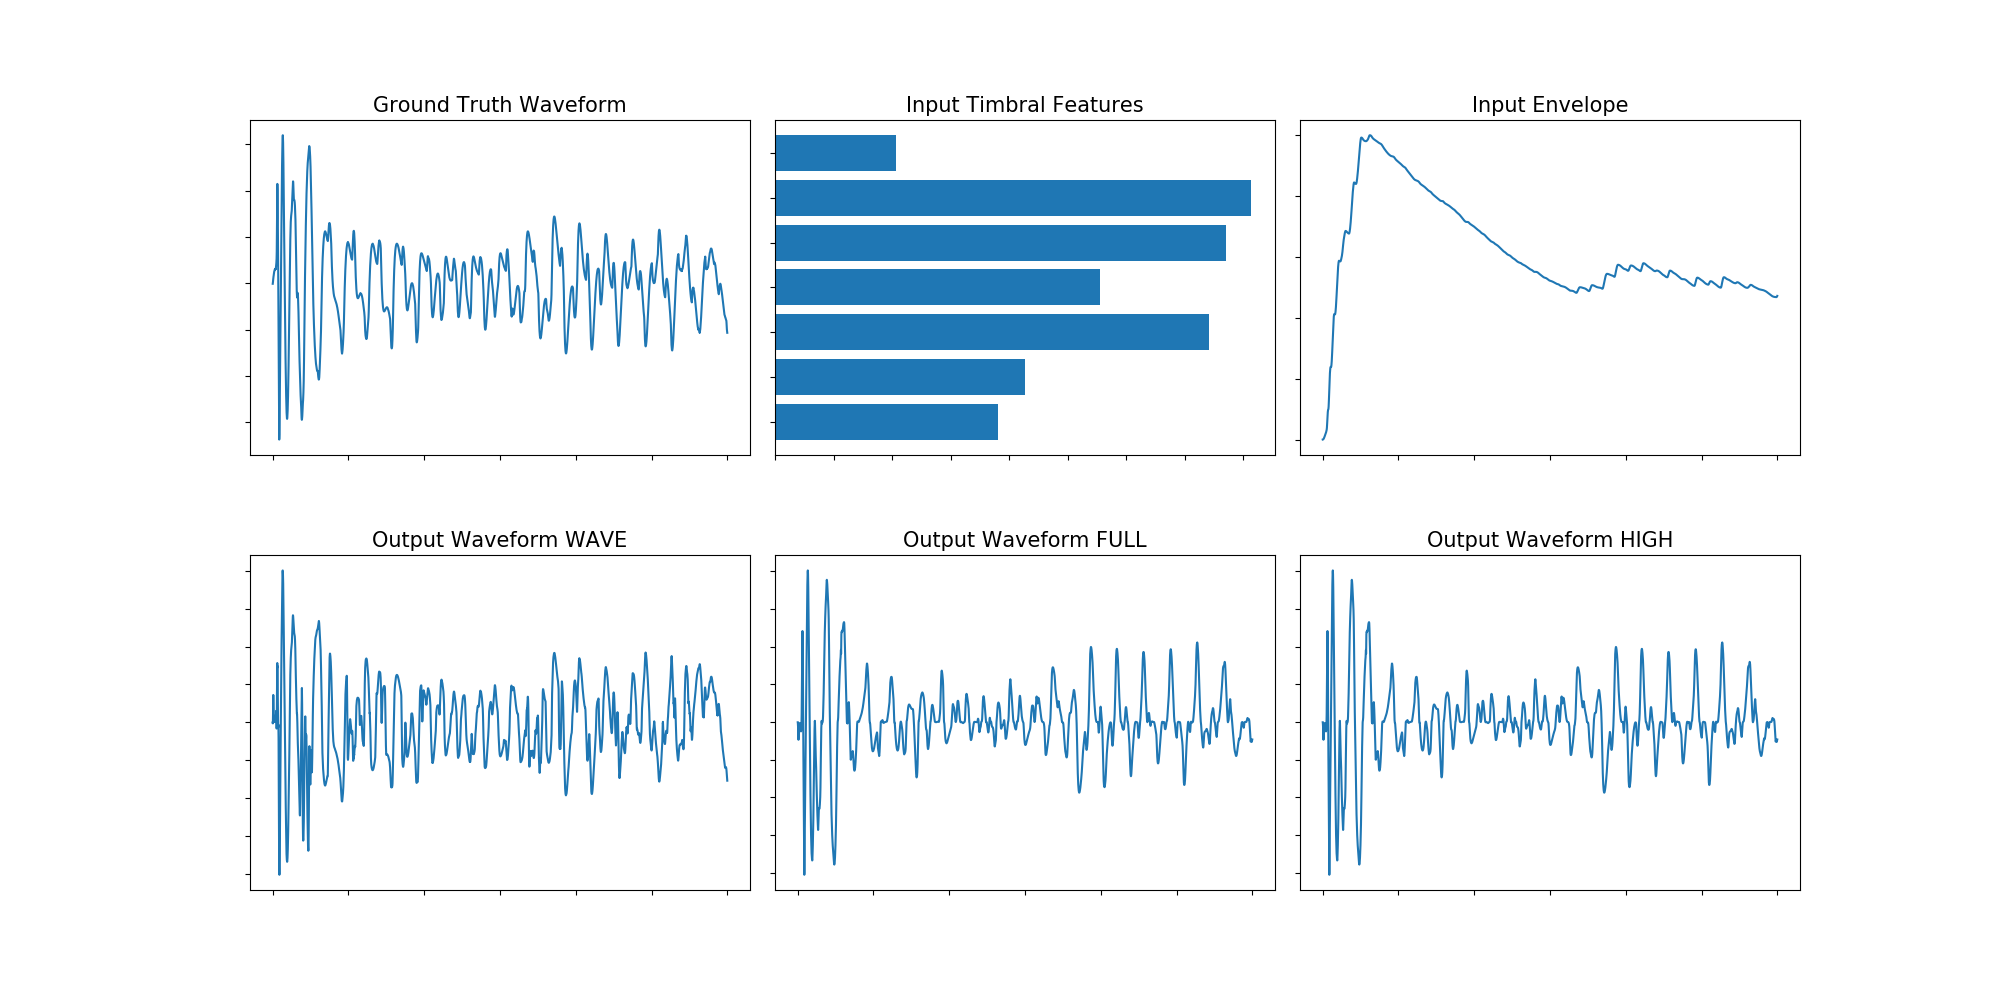 Ground Truth Waveform
Input Timbral Features
Input Envelope
Output Waveform WAVE
Output Waveform FULL
Output Waveform HIGH